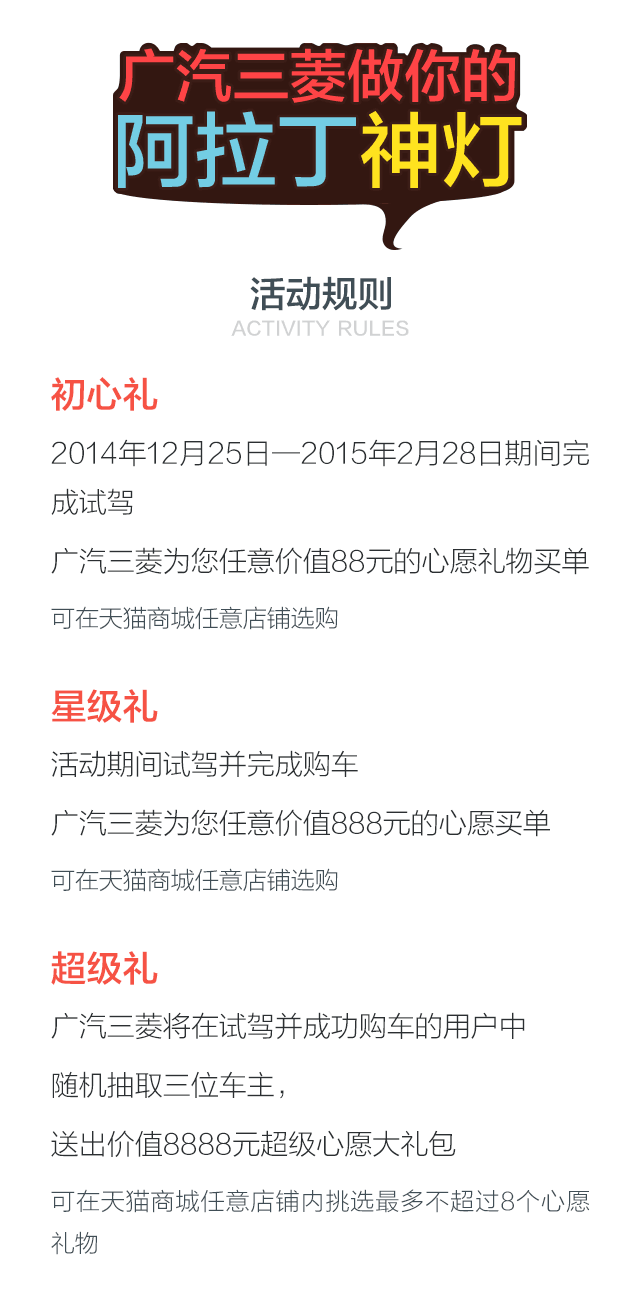 广汽三菱做你的
阿拉丁神灯
活动规则
ACTIVITY RULES
初心礼
2014年12月25日—2015年2月28日期间完
成试驾
广汽三菱为您任意价值88元的心愿礼物买单
可在天猫商城任意店铺选购
星级礼
活动期间试驾并完成购车
广汽三菱为您任意价值888元的心愿买单
可在天猫商城任意店铺选购
超级礼
广汽三菱将在试驾并成功购车的用户中
随机抽取三位车主，
送出价值8888元超级心愿大礼包
可在天猫商城任意店铺内挑选最多不超过8个心愿
礼物